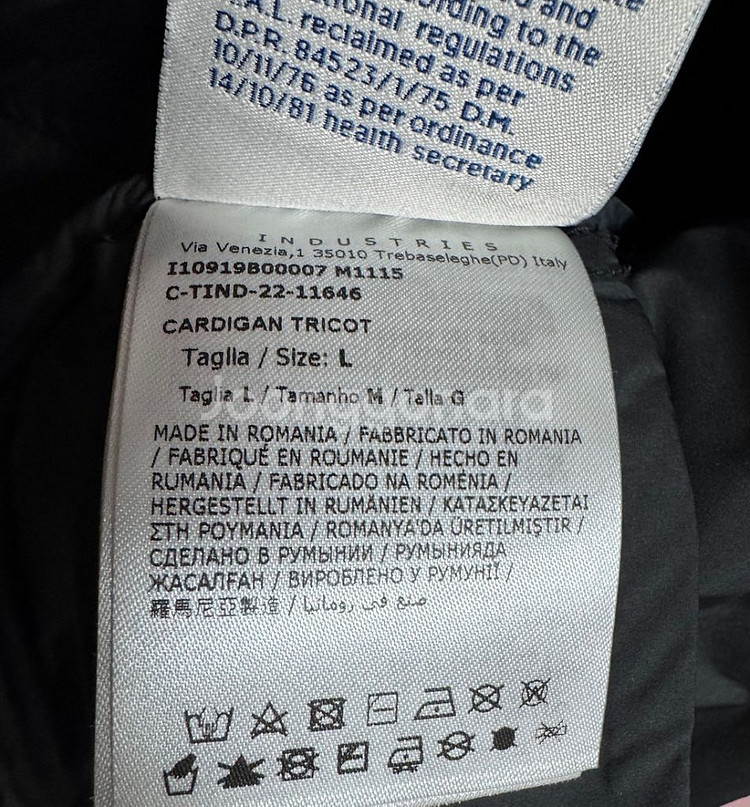 the
and
ording to the
tional regulations
A.L. reclaimed as per
D.P.R. 84523/1/75 D.M.
10/11/76 as per ordinance
14/10/81 health secretary
INDUSTRIES
Via Venezia,1 35010 Trebaseleghe(PD) Italy
I10919B00007 M1115
C-TIND-22-11646
CARDIGAN TRICOT
Taglia / Size: L
Taglia L / Tamanho M / Talla G
MADE IN ROMANIA / FABBRICATO IN ROMANIA
/ FABRIQUÉ EN ROUMANIE / HECHO EN
RUMANIA / FABRICADO NA ROMÉNIA /
HERGESTELLT IN RUMÄNIEN / ΚΑΤΑΣΚΕΥΑΖΕΤΑΙ
ΣΤΗ ΡΟΥΜΑΝΙΑ / ROMANYA'DA ÜRETILMIŞTIR /
СДЕЛАНО В РУМЫНИИ / РУМЫНИЯДА
ЖАСАЛҒАН / ВИРОБЛЕНО У РУМУНІЇ /
羅馬尼亞製造 / صنع في رومانيا